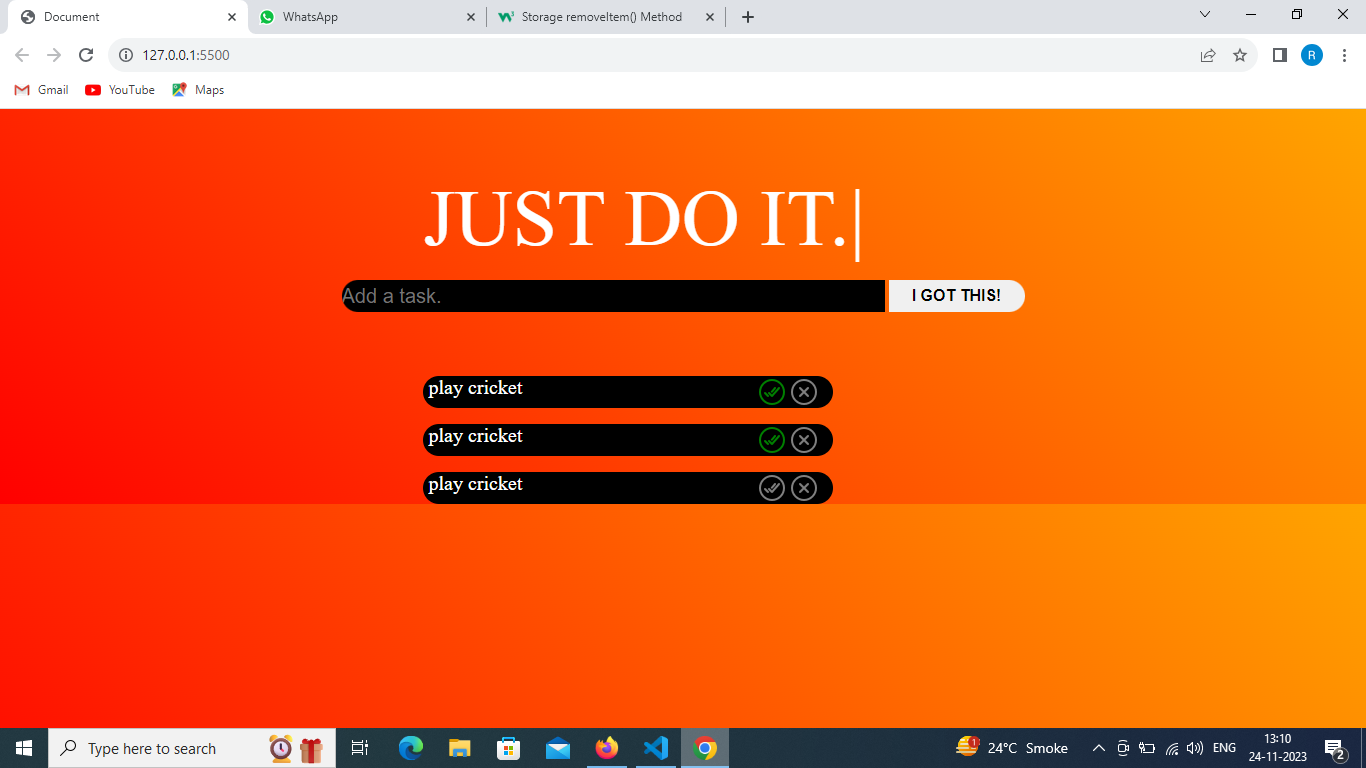 Document
WhatsApp
Storage removeItem() Method
127.0.0.1:5500
R
Gmail
YouTube
Maps
JUST DO IT.|
Add a task.
I GOT THIS!
play cricket
play cricket
play cricket
Type here to search
1
24°C Smoke
ENG
13:10
24-11-2023
2